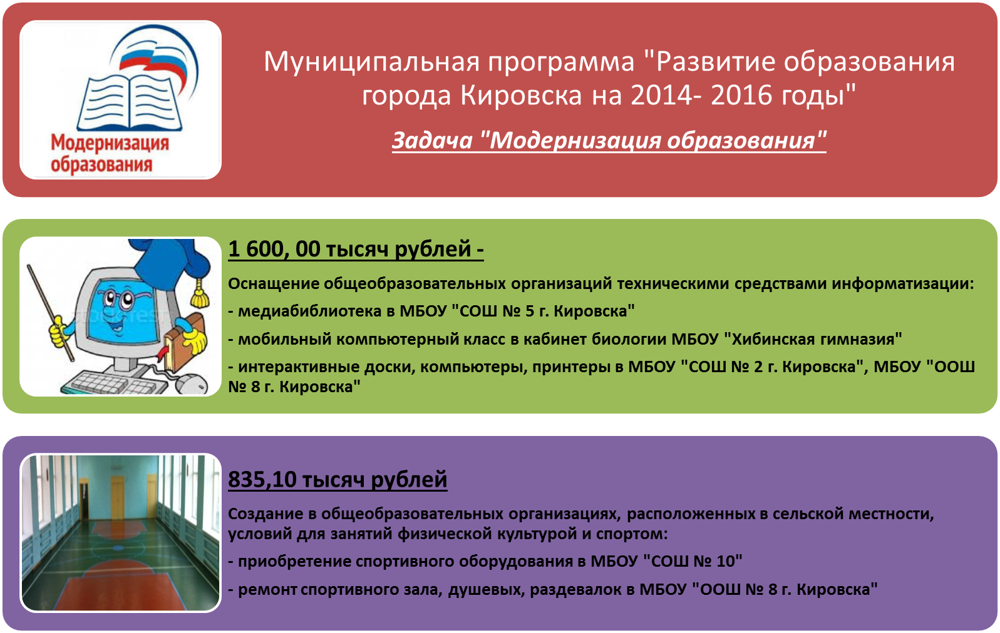 Модернизация
образования
Муниципальная программа "Развитие образования
города Кировска на 2014- 2016 годы"
Задача "Модернизация образования"
1 600, 00 тысяч рублей -
Оснащение общеобразовательных организаций техническими средствами информатизации:
- медиабиблиотека в МБОУ "СОШ № 5 г. Кировска"
- мобильный компьютерный класс в кабинет биологии МБОУ "Хибинская гимназия"
- интерактивные доски, компьютеры, принтеры в МБОУ "СОШ № 2 г. Кировска", МБОУ "ООШ
№ 8 г. Кировска"
835,10 тысяч рублей
Создание в общеобразовательных организациях, расположенных в сельской местности,
условий для занятий физической культурой и спортом:
- приобретение спортивного оборудования в МБОУ "СОШ № 10"
- ремонт спортивного зала, душевых, раздевалок в МБОУ "ООШ № 8 г. Кировска"